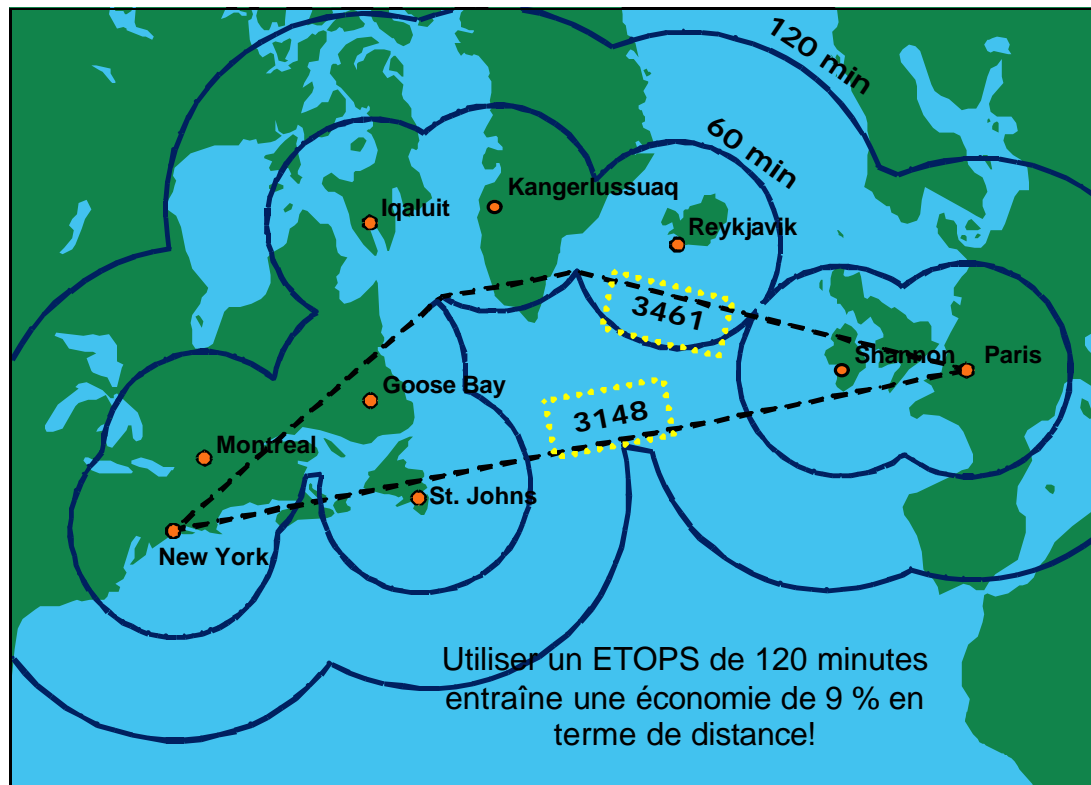 120 min
60 min
Kangerlussuaq
Iqaluit
Reykjavik
3461
Shannon
Paris
Goose Bay
3148
Montreal
St. Johns
New York
Utiliser un ETOPS de 120 minutes
entraîne une économie de 9 % en
terme de distance!